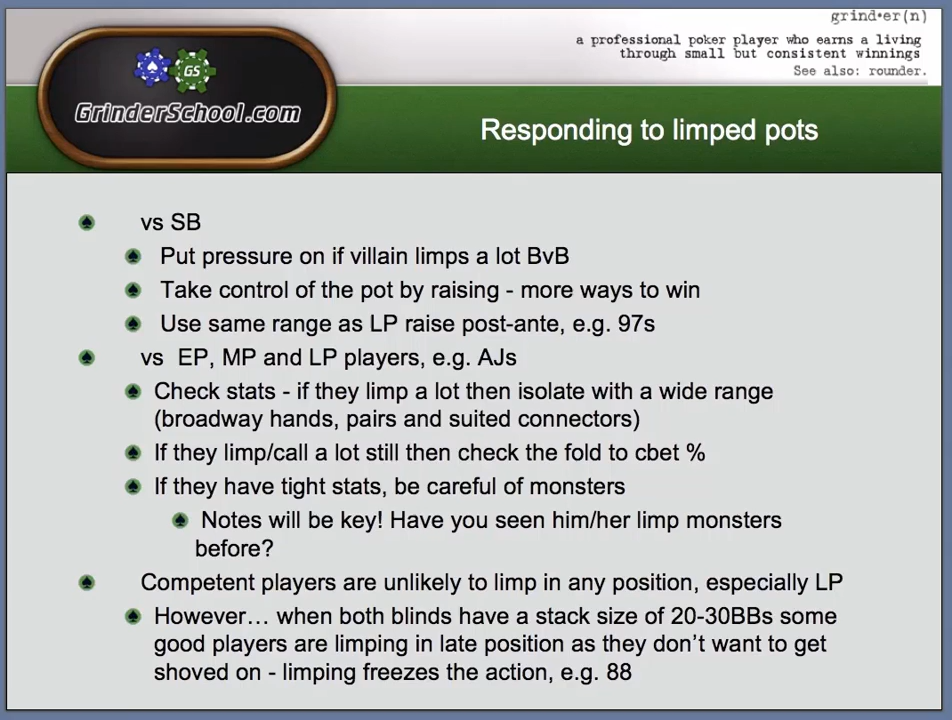 grind•er(n)
a professional poker player who earns a living
through small but consistent winnings
See also: rounder.
GS
GrinderSchool.com
Responding to limped pots
vs SB
Put pressure on if villain limps a lot BvB
Take control of the pot by raising - more ways to win
Use same range as LP raise post-ante, e.g. 97s
vs EP, MP and LP players, e.g. AJs
Check stats - if they limp a lot then isolate with a wide range
(broadway hands, pairs and suited connectors)
If they limp/call a lot still then check the fold to cbet %
If they have tight stats, be careful of monsters
Notes will be key! Have you seen him/her limp monsters
before?
Competent players are unlikely to limp in any position, especially LP
However… when both blinds have a stack size of 20-30BBs some
good players are limping in late position as they don’t want to get
shoved on - limping freezes the action, e.g. 88